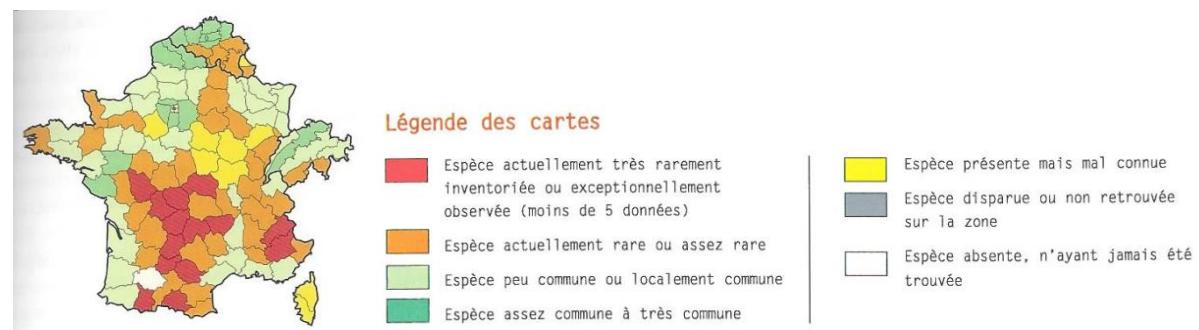 Légende des cartes
Espèce actuellement très rarement
inventoriée ou exceptionnellement
observée (moins de 5 données)
Espèce actuellement rare ou assez rare
Espèce peu commune ou localement commune
Espèce assez commune à très commune
Espèce présente mais mal connue
Espèce disparue ou non retrouvée
sur la zone
Espèce absente, n'ayant jamais été
trouvée